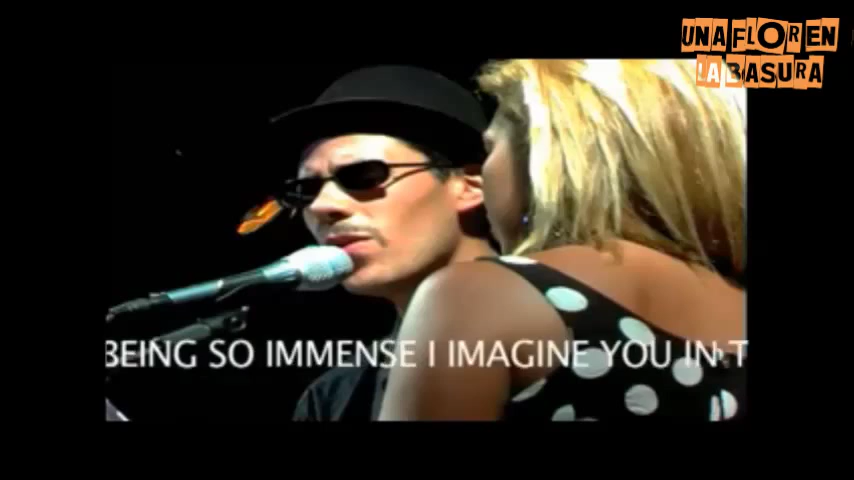 UNA FLOR EN
LA BASURA
BEING SO IMMENSE I IMAGINE YOU IN T